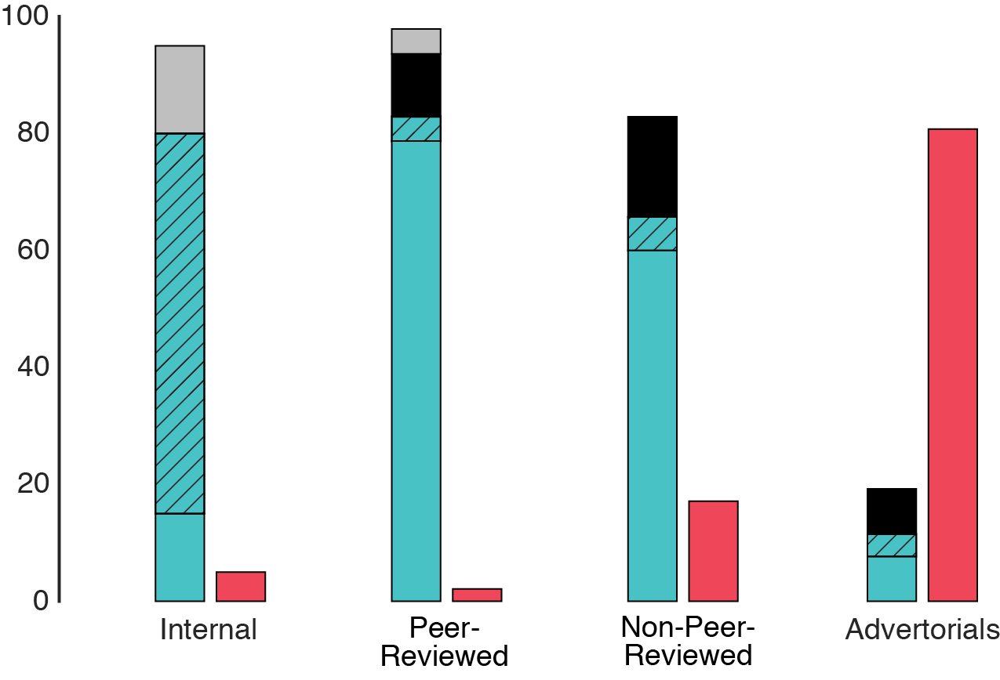 100
80
60
40
20
0
Internal
Peer-
Reviewed
Non-Peer-
Reviewed
Advertorials